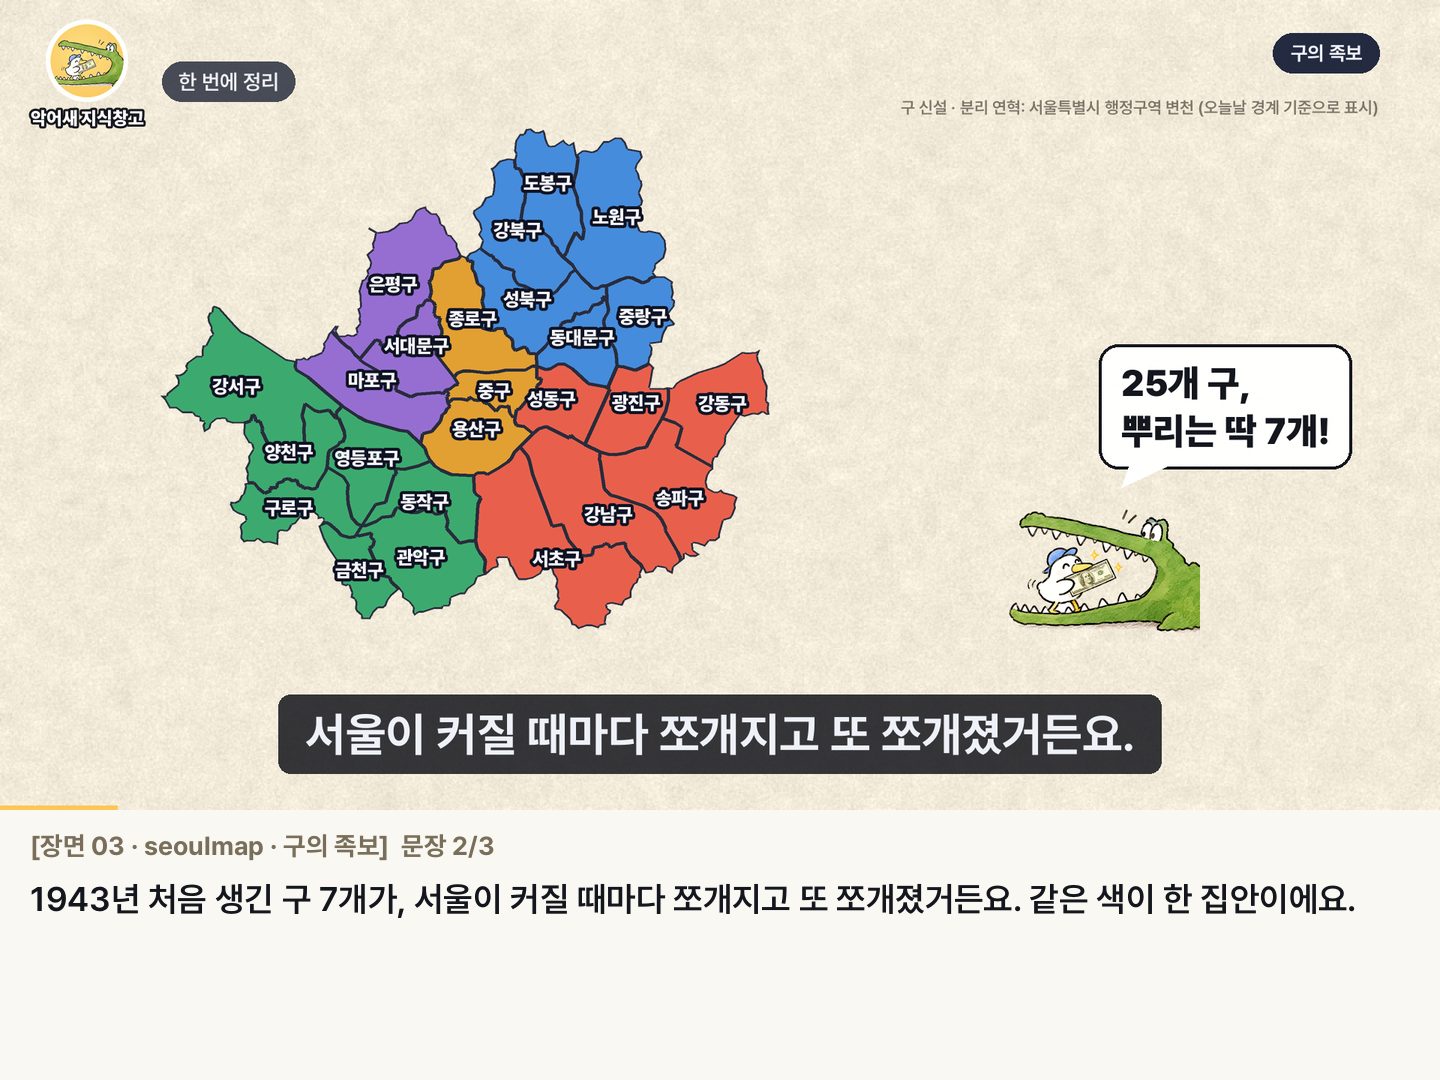 악어새 지식창고
한 번에 정리
구의 족보
구 신설 · 분리 연혁: 서울특별시 행정구역 변천 (오늘날 경계 기준으로 표시)
도봉구
노원구
강북구
은평구
성북구
종로구
중랑구
동대문구
서대문구
마포구
강서구
중구
성동구
광진구
강동구
용산구
양천구
영등포구
동작구
구로구
송파구
강남구
관악구
서초구
금천구
25개 구,
뿌리는 딱 7개!
서울이 커질 때마다 쪼개지고 또 쪼개졌거든요.
[장면 03 · seoulmap · 구의 족보] 문장 2/3
1943년 처음 생긴 구 7개가, 서울이 커질 때마다 쪼개지고 또 쪼개졌거든요. 같은 색이 한 집안이에요.